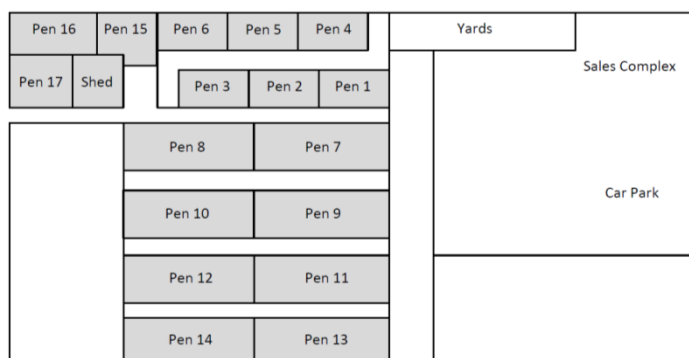 Pen 16
Pen 15
Pen 6
Pen 5
Pen 4
Yards
Sales Complex
Pen 17
Shed
Pen 3
Pen 2
Pen 1
Pen 8
Pen 7
Car Park
Pen 10
Pen 9
Pen 12
Pen 11
Pen 14
Pen 13